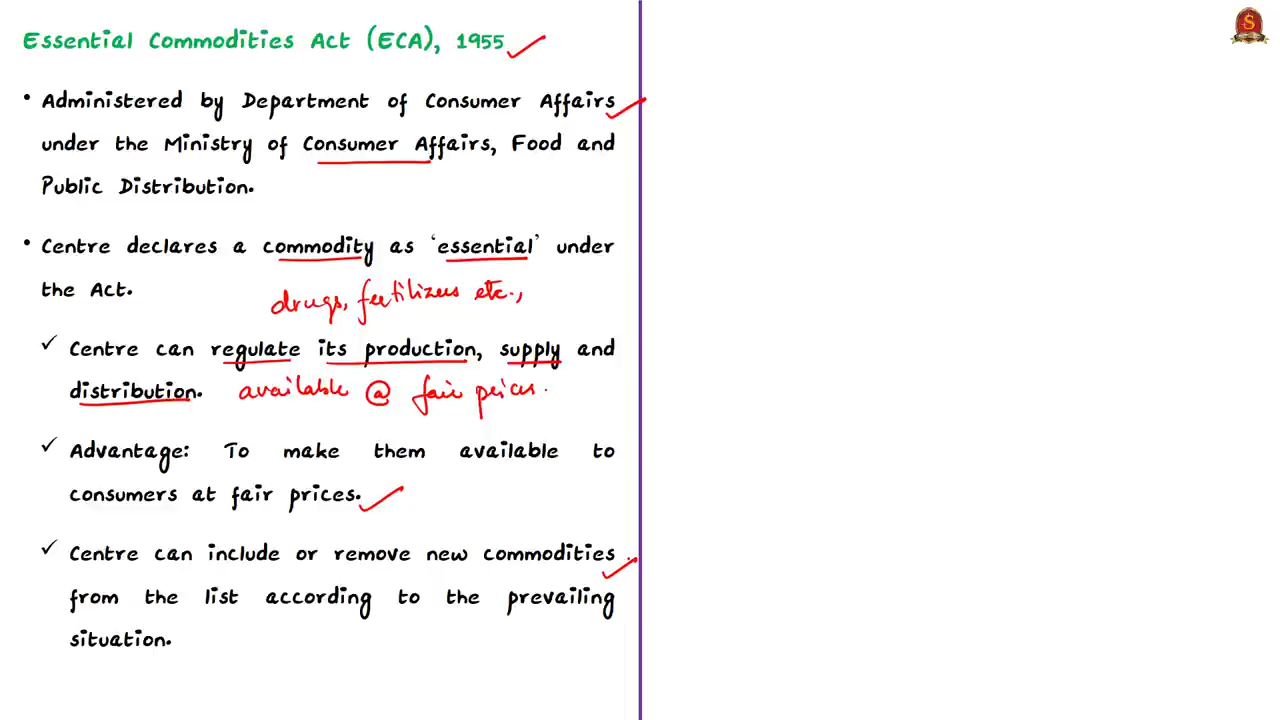 Essential Commodities Act (ECA), 1955
• Administered by Department of Consumer Affairs
under the Ministry of Consumer Affairs, Food and
Public Distribution.
• Centre declares a commodity as ‘essential’ under
the Act.
drugs, fertilizers etc.,
✓ Centre can regulate its production, supply and
distribution. available @ fair prices.
✓ Advantage: To make them available to
consumers at fair prices.
✓ Centre can include or remove new commodities
from the list according to the prevailing
situation.
S